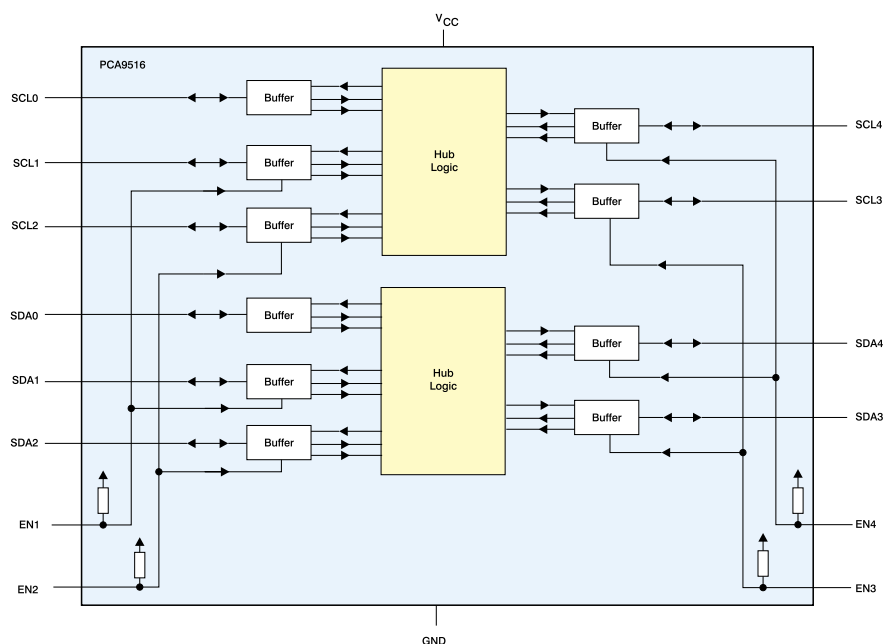 VCC
PCA9516
SCL0
Buffer
SCL1
Buffer
SCL2
Buffer
Hub
Logic
Buffer
SCL4
Buffer
SCL3
SDA0
Buffer
SDA1
Buffer
SDA2
Buffer
Hub
Logic
Buffer
SDA4
Buffer
SDA3
EN1
EN2
EN4
EN3
GND